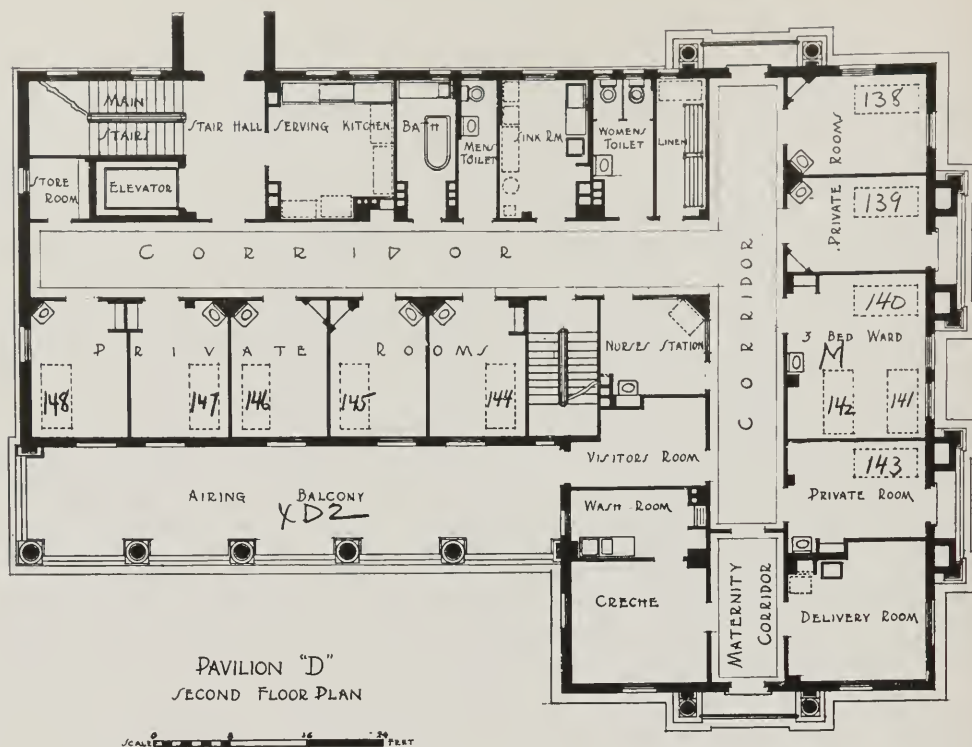 MAIN
STAIRS
STAIR HALL
SERVING KITCHEN
BATH
MENS
TOILET
SINK RM.
WOMENS
TOILET
LINEN
138
ROOMS
STORE
ROOM
ELEVATOR
139
PRIVATE
CORRIDOR
CORRIDOR
140
3 BED WARD
M
142
141
PRIVATE ROOMS
148
147
146
145
144
NURSES STATION
VISITORS ROOM
143
PRIVATE ROOM
AIRING BALCONY
XD2
WASH ROOM
CRECHE
MATERNITY
CORRIDOR
DELIVERY ROOM
PAVILION "D"
SECOND FLOOR PLAN
SCALE 0 8 16 24 FEET